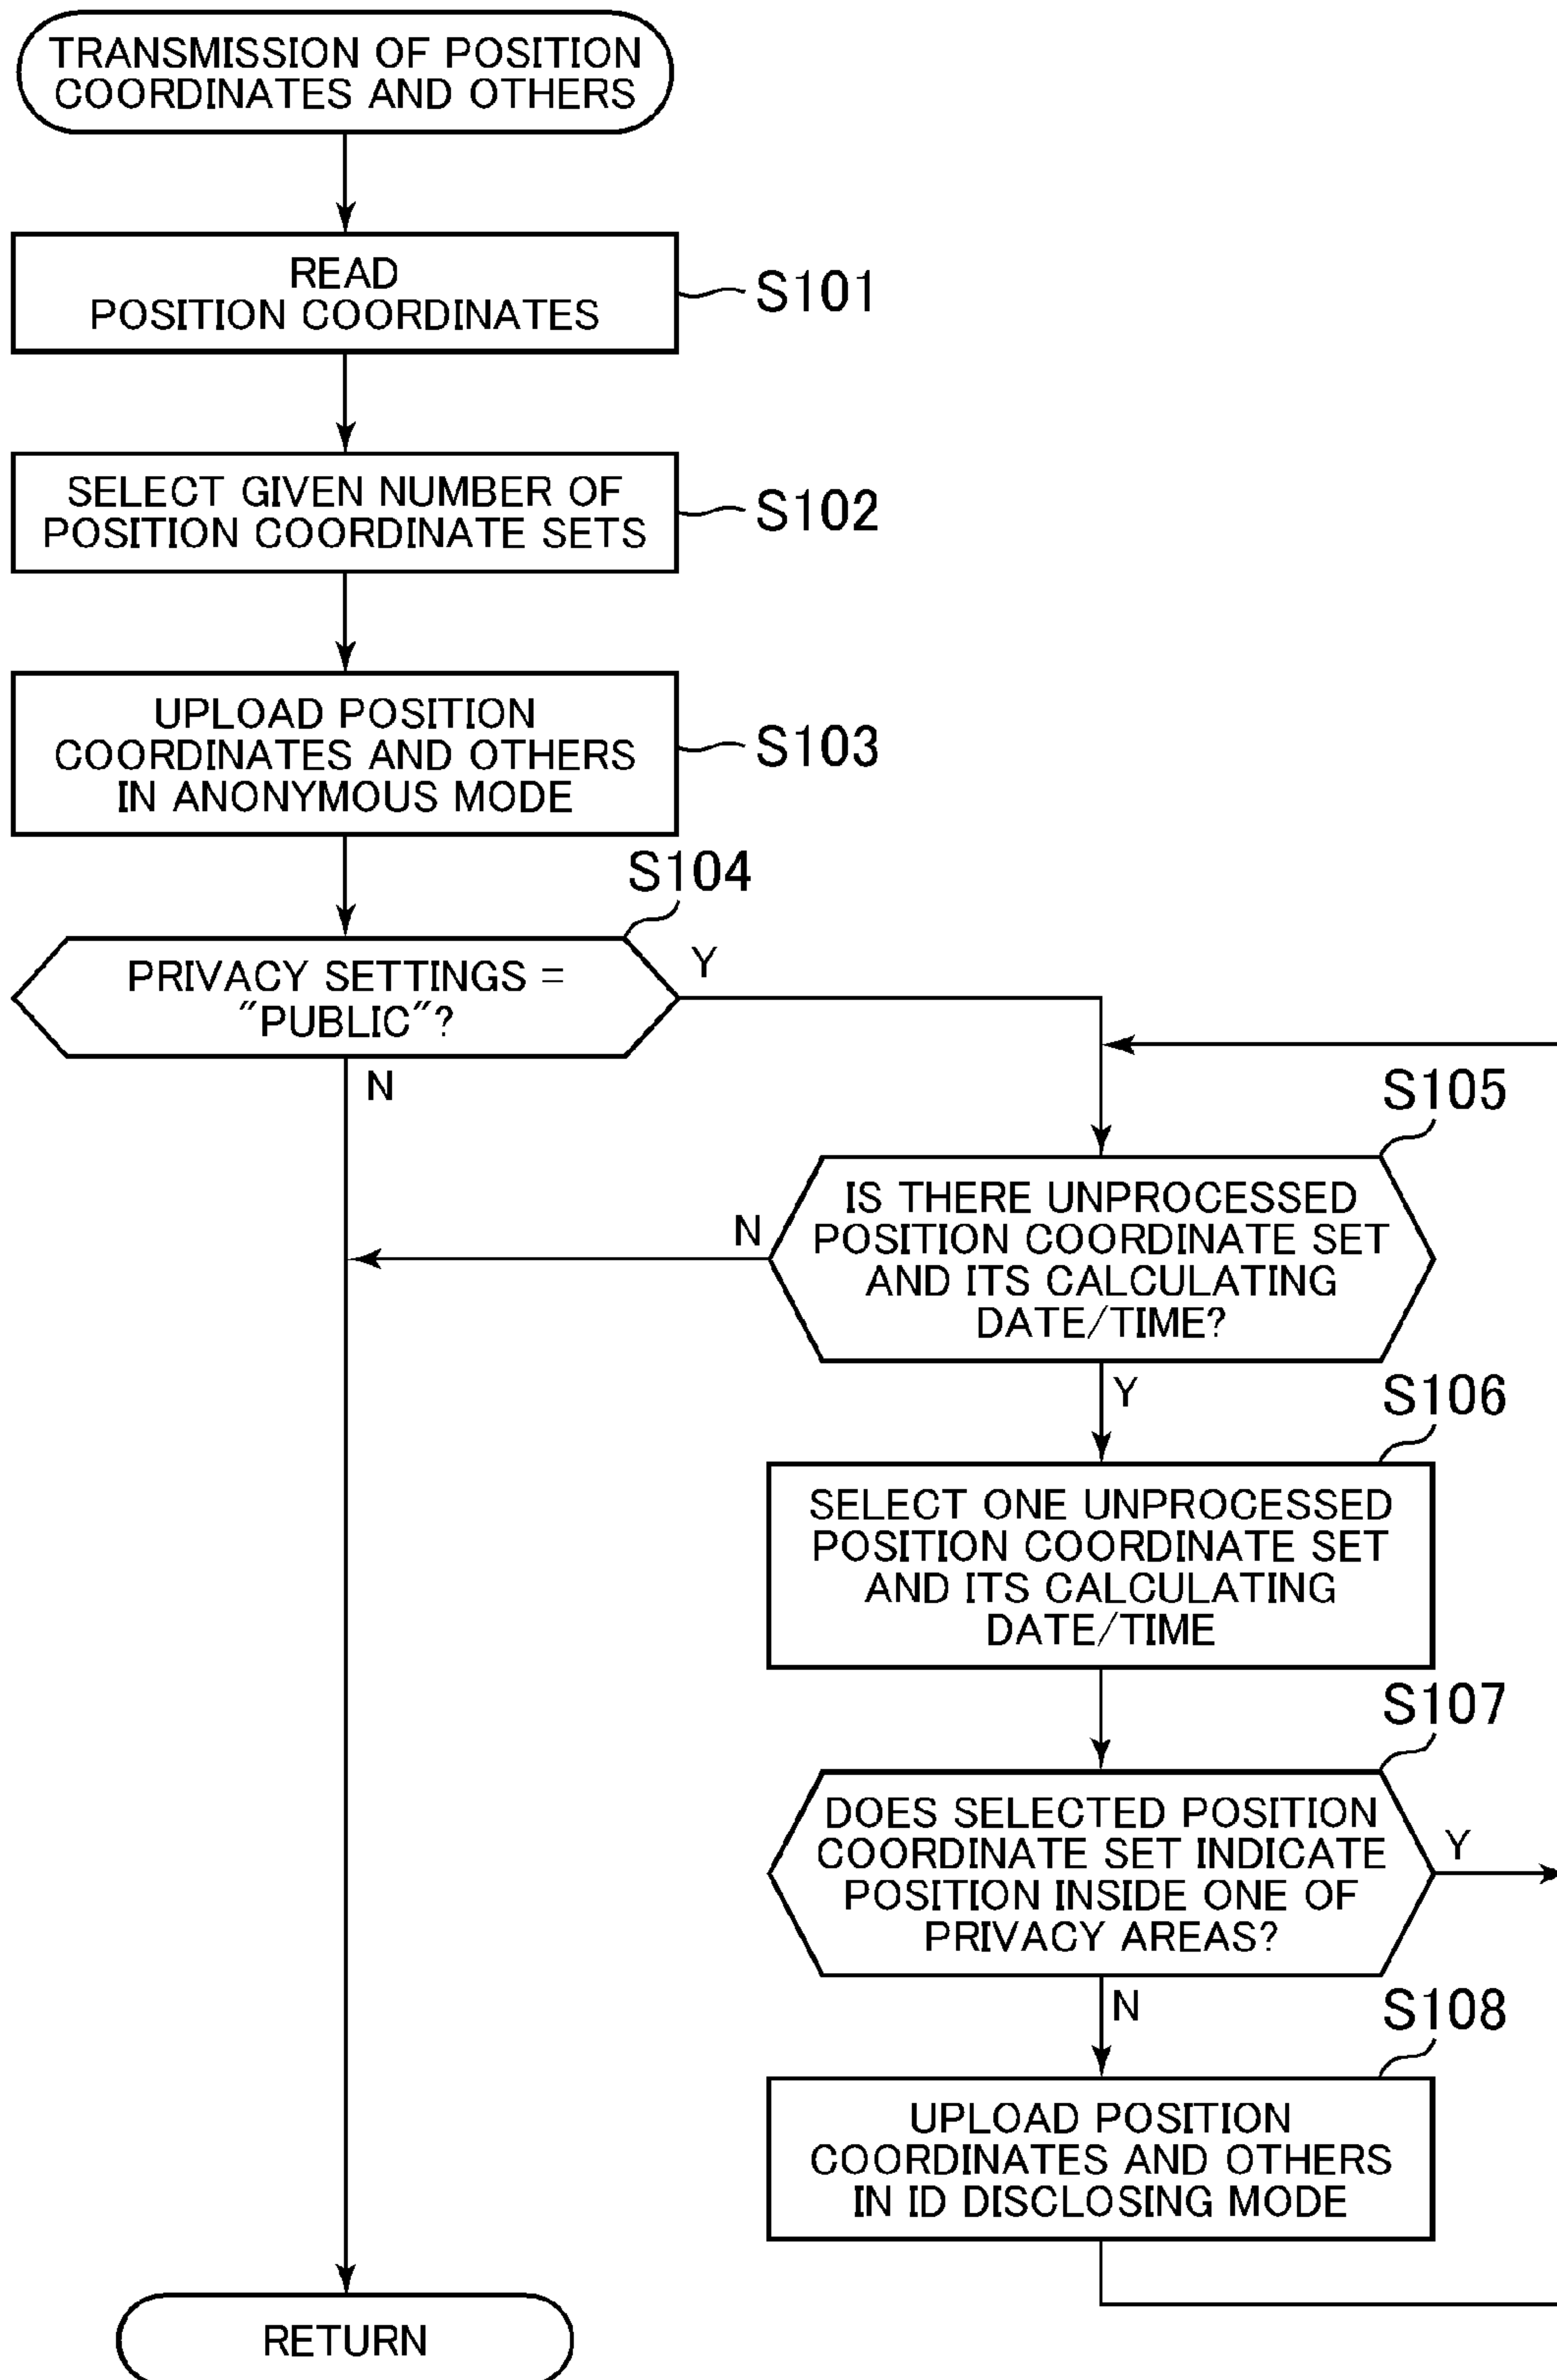 TRANSMISSION OF POSITION
COORDINATES AND OTHERS
READ
POSITION COORDINATES
S101
SELECT GIVEN NUMBER OF
POSITION COORDINATE SETS
S102
UPLOAD POSITION
COORDINATES AND OTHERS
IN ANONYMOUS MODE
S103
S104
PRIVACY SETTINGS =
"PUBLIC"?
Y
N
S105
IS THERE UNPROCESSED
POSITION COORDINATE SET
AND ITS CALCULATING
DATE/TIME?
N
Y
S106
SELECT ONE UNPROCESSED
POSITION COORDINATE SET
AND ITS CALCULATING
DATE/TIME
S107
DOES SELECTED POSITION
COORDINATE SET INDICATE
POSITION INSIDE ONE OF
PRIVACY AREAS?
Y
N
S108
UPLOAD POSITION
COORDINATES AND OTHERS
IN ID DISCLOSING MODE
RETURN